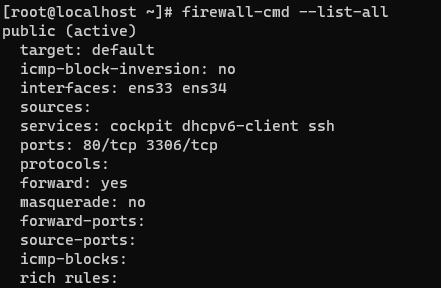 [root@localhost ~]# firewall-cmd --list-all
public (active)
  target: default
  icmp-block-inversion: no
  interfaces: ens33 ens34
  sources:
  services: cockpit dhcpv6-client ssh
  ports: 80/tcp 3306/tcp
  protocols:
  forward: yes
  masquerade: no
  forward-ports:
  source-ports:
  icmp-blocks:
  rich rules: